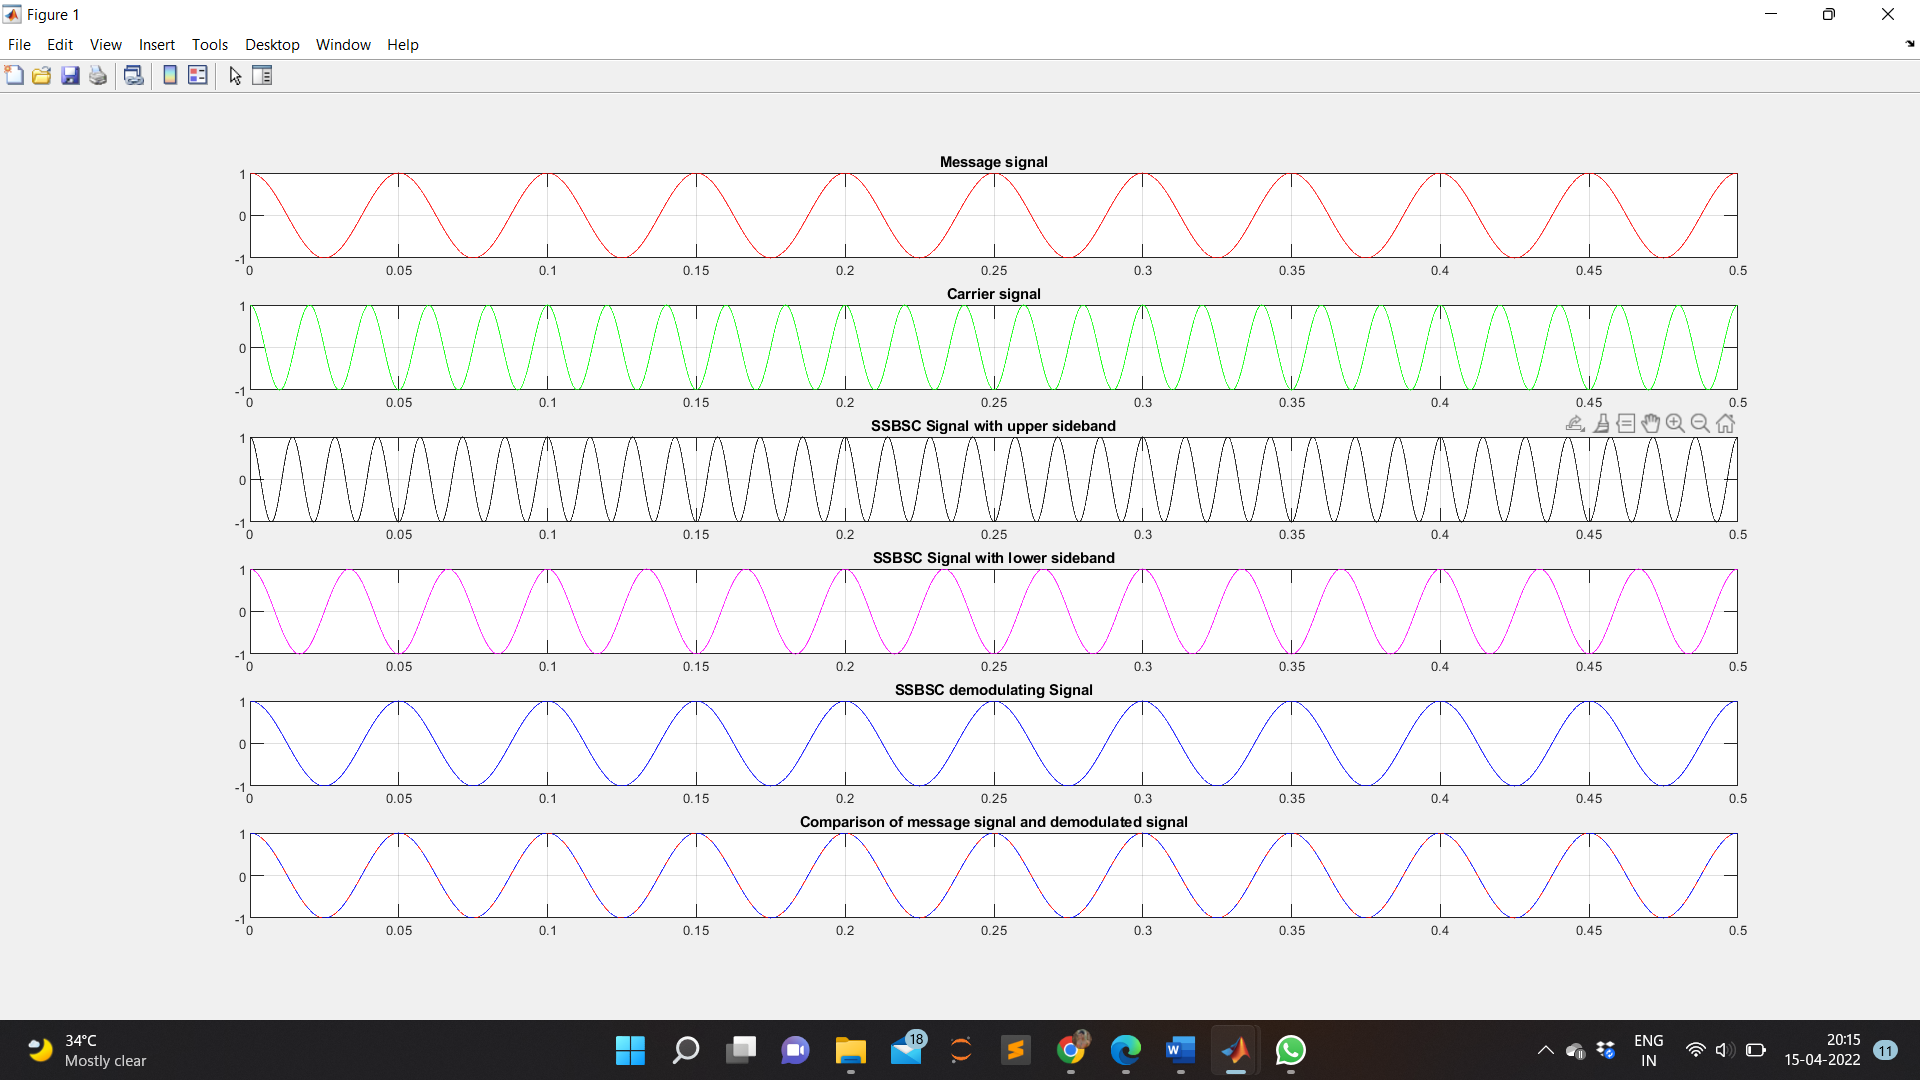 Figure 1
File Edit View Insert Tools Desktop Window Help
Message signal
1
0
-1
0 0.05 0.1 0.15 0.2 0.25 0.3 0.35 0.4 0.45 0.5
Carrier signal
1
0
-1
0 0.05 0.1 0.15 0.2 0.25 0.3 0.35 0.4 0.45 0.5
SSBSC Signal with upper sideband
1
0
-1
0 0.05 0.1 0.15 0.2 0.25 0.3 0.35 0.4 0.45 0.5
SSBSC Signal with lower sideband
1
0
-1
0 0.05 0.1 0.15 0.2 0.25 0.3 0.35 0.4 0.45 0.5
SSBSC demodulating Signal
1
0
-1
0 0.05 0.1 0.15 0.2 0.25 0.3 0.35 0.4 0.45 0.5
Comparison of message signal and demodulated signal
1
0
-1
0 0.05 0.1 0.15 0.2 0.25 0.3 0.35 0.4 0.45 0.5
34°C
Mostly clear
18
W
ENG
IN
20:15
15-04-2022
11